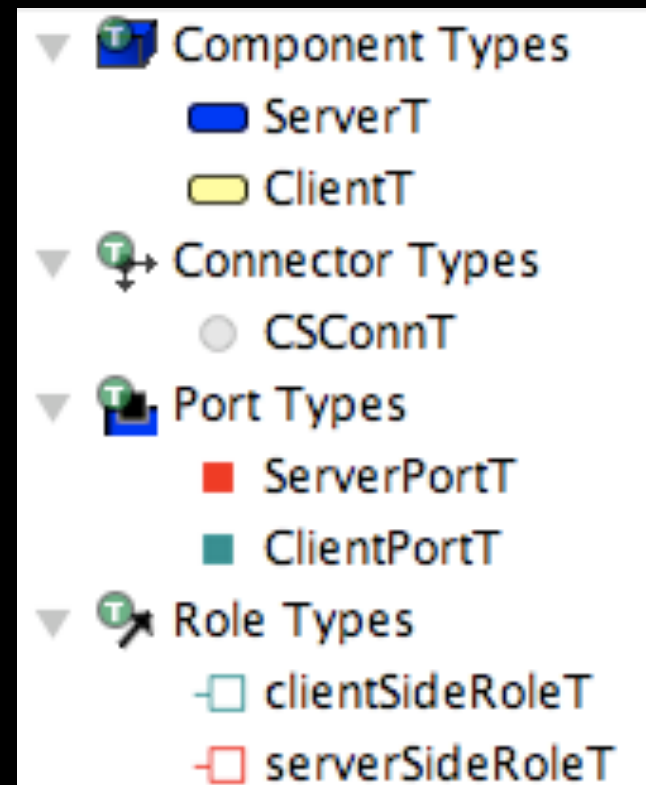 Component Types
ServerT
ClientT
Connector Types
CSConnT
Port Types
ServerPortT
ClientPortT
Role Types
clientSideRoleT
serverSideRoleT